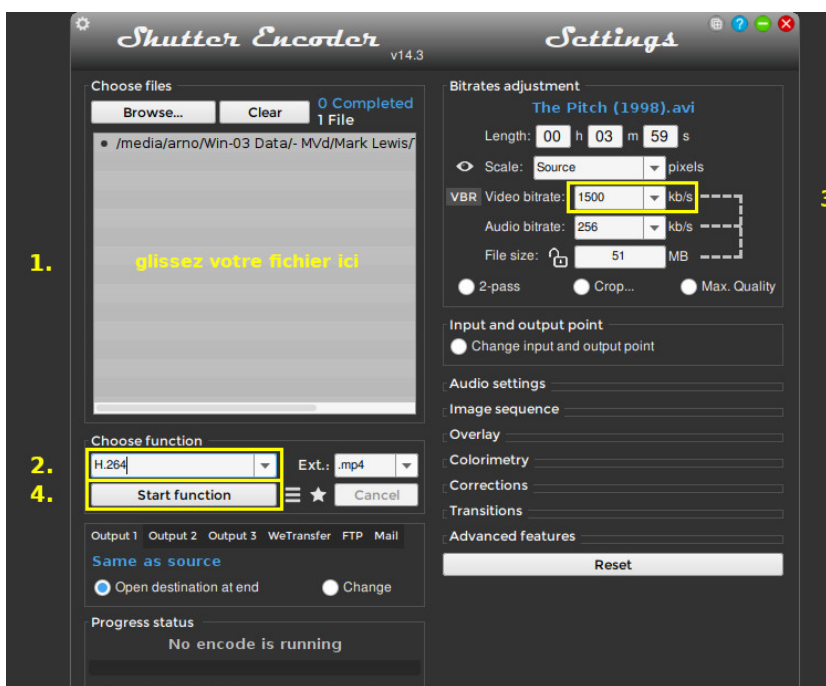 Shutter Encoder
v14.3
Settings
Choose files
Browse...
Clear
0 Completed
1 File
/media/arno/Win-03 Data/- MVd/Mark Lewis/
1.
glissez votre fichier ici
Choose function
2.
H.264
Ext.:
.mp4
4.
Start function
Cancel
Output 1 Output 2 Output 3 WeTransfer FTP Mail
Same as source
Open destination at end
Change
Progress status
No encode is running
Bitrates adjustment
The Pitch (1998).avi
Length: 00 h 03 m 59 s
Scale: Source pixels
VBR Video bitrate: 1500 kb/s
Audio bitrate: 256 kb/s
File size: 51 MB
2-pass
Crop...
Max. Quality
Input and output point
Change input and output point
Audio settings
Image sequence
Overlay
Colorimetry
Corrections
Transitions
Advanced features
Reset